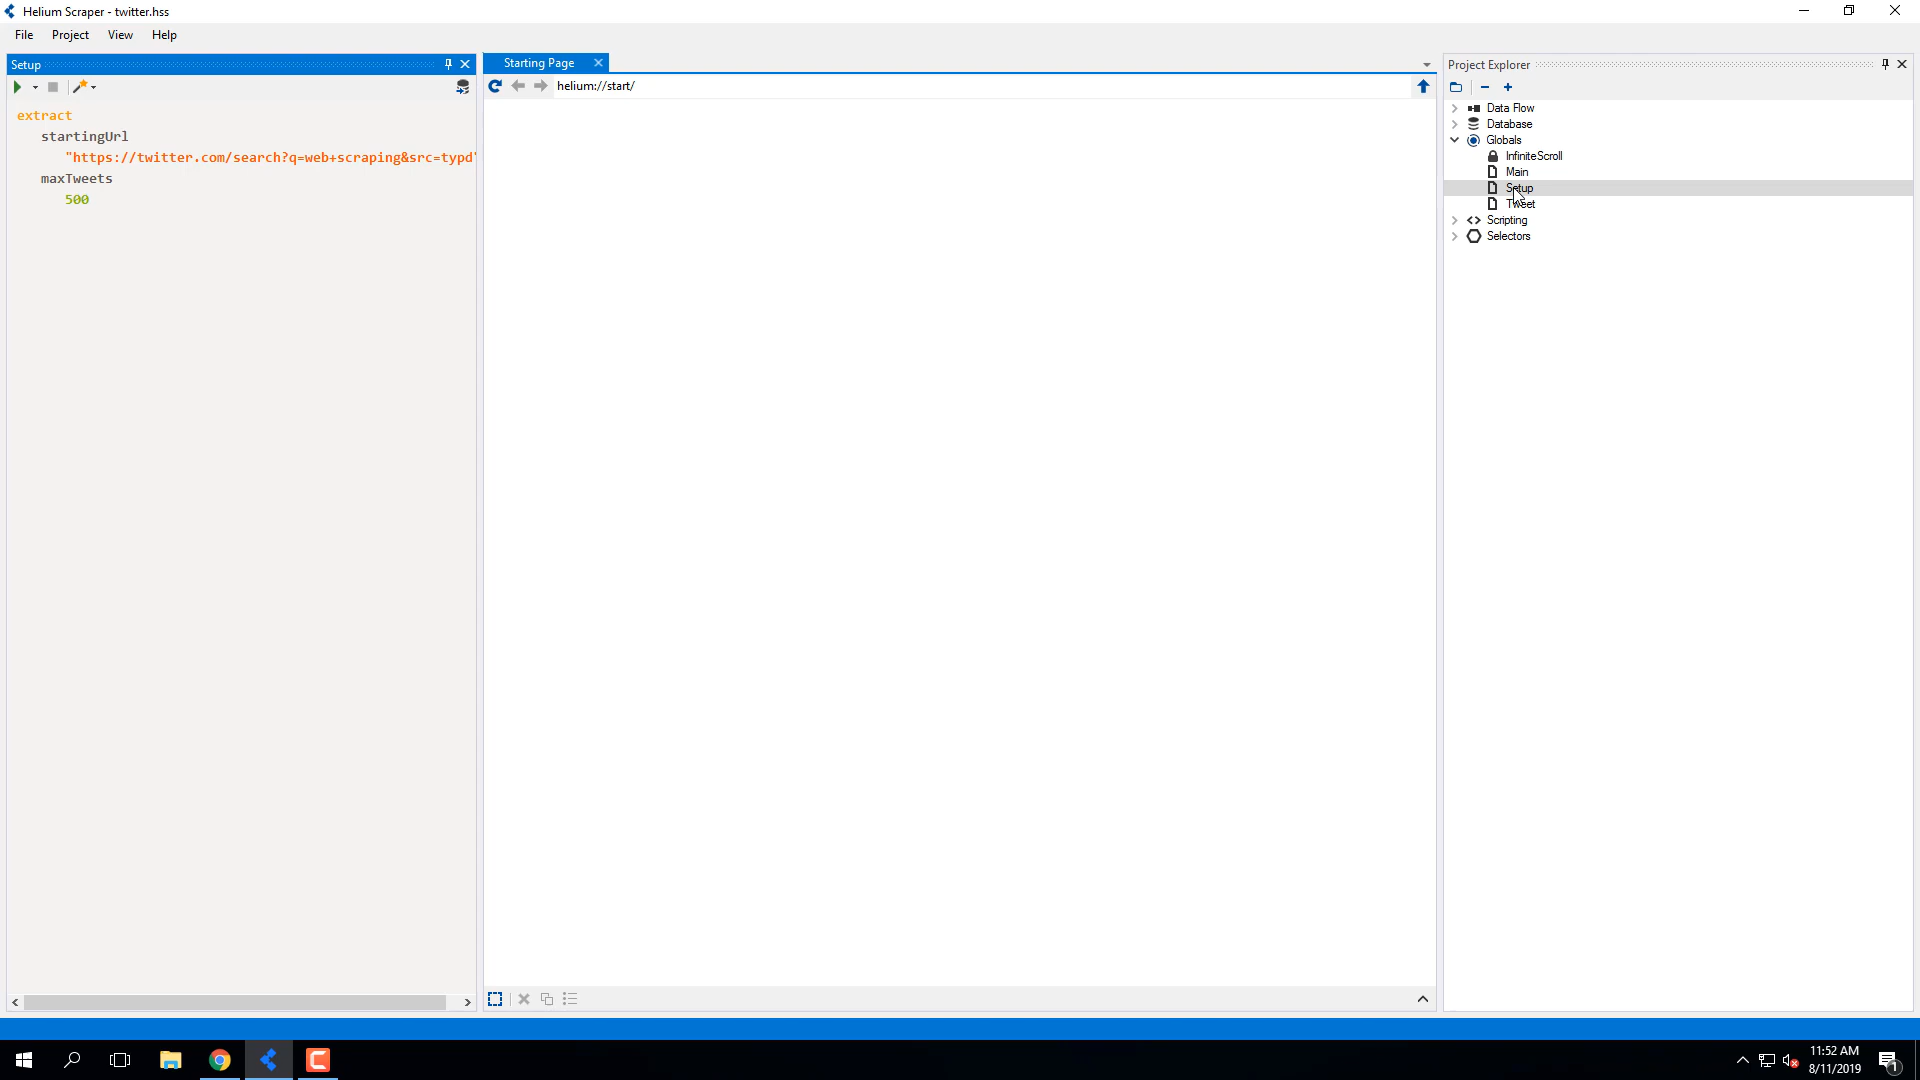 Helium Scraper - twitter.hss
File Project View Help
Setup
extract
startingUrl
"https://twitter.com/search?q=web+scraping&src=typd"
maxTweets
500
Starting Page
helium://start/
Project Explorer
Data Flow
Database
Globals
InfiniteScroll
Main
Setup
Tweet
Scripting
Selectors
11:52 AM
8/11/2019
1